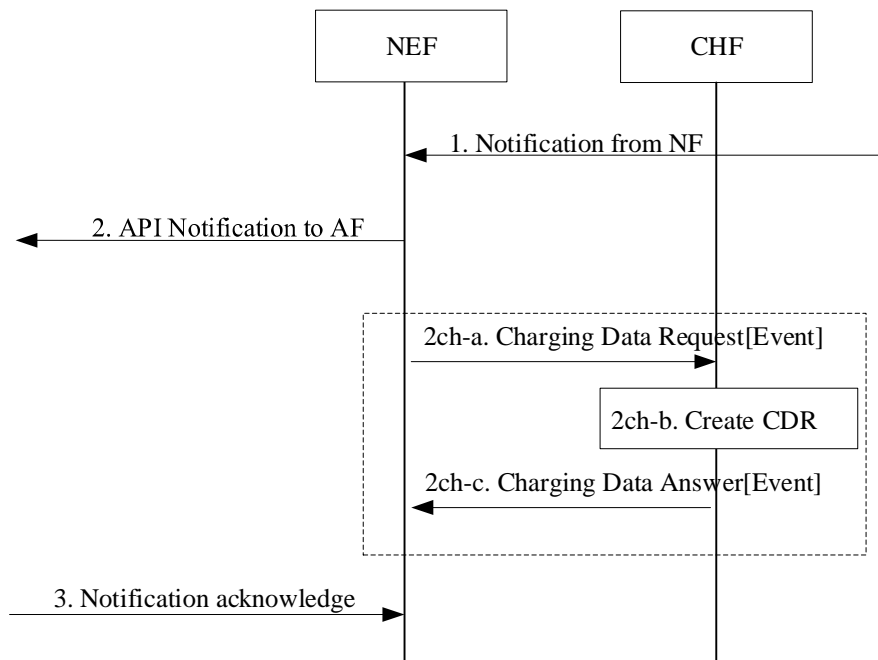 NEF
CHF
1. Notification from NF
2. API Notification to AF
2ch-a. Charging Data Request[Event]
2ch-b. Create CDR
2ch-c. Charging Data Answer[Event]
3. Notification acknowledge